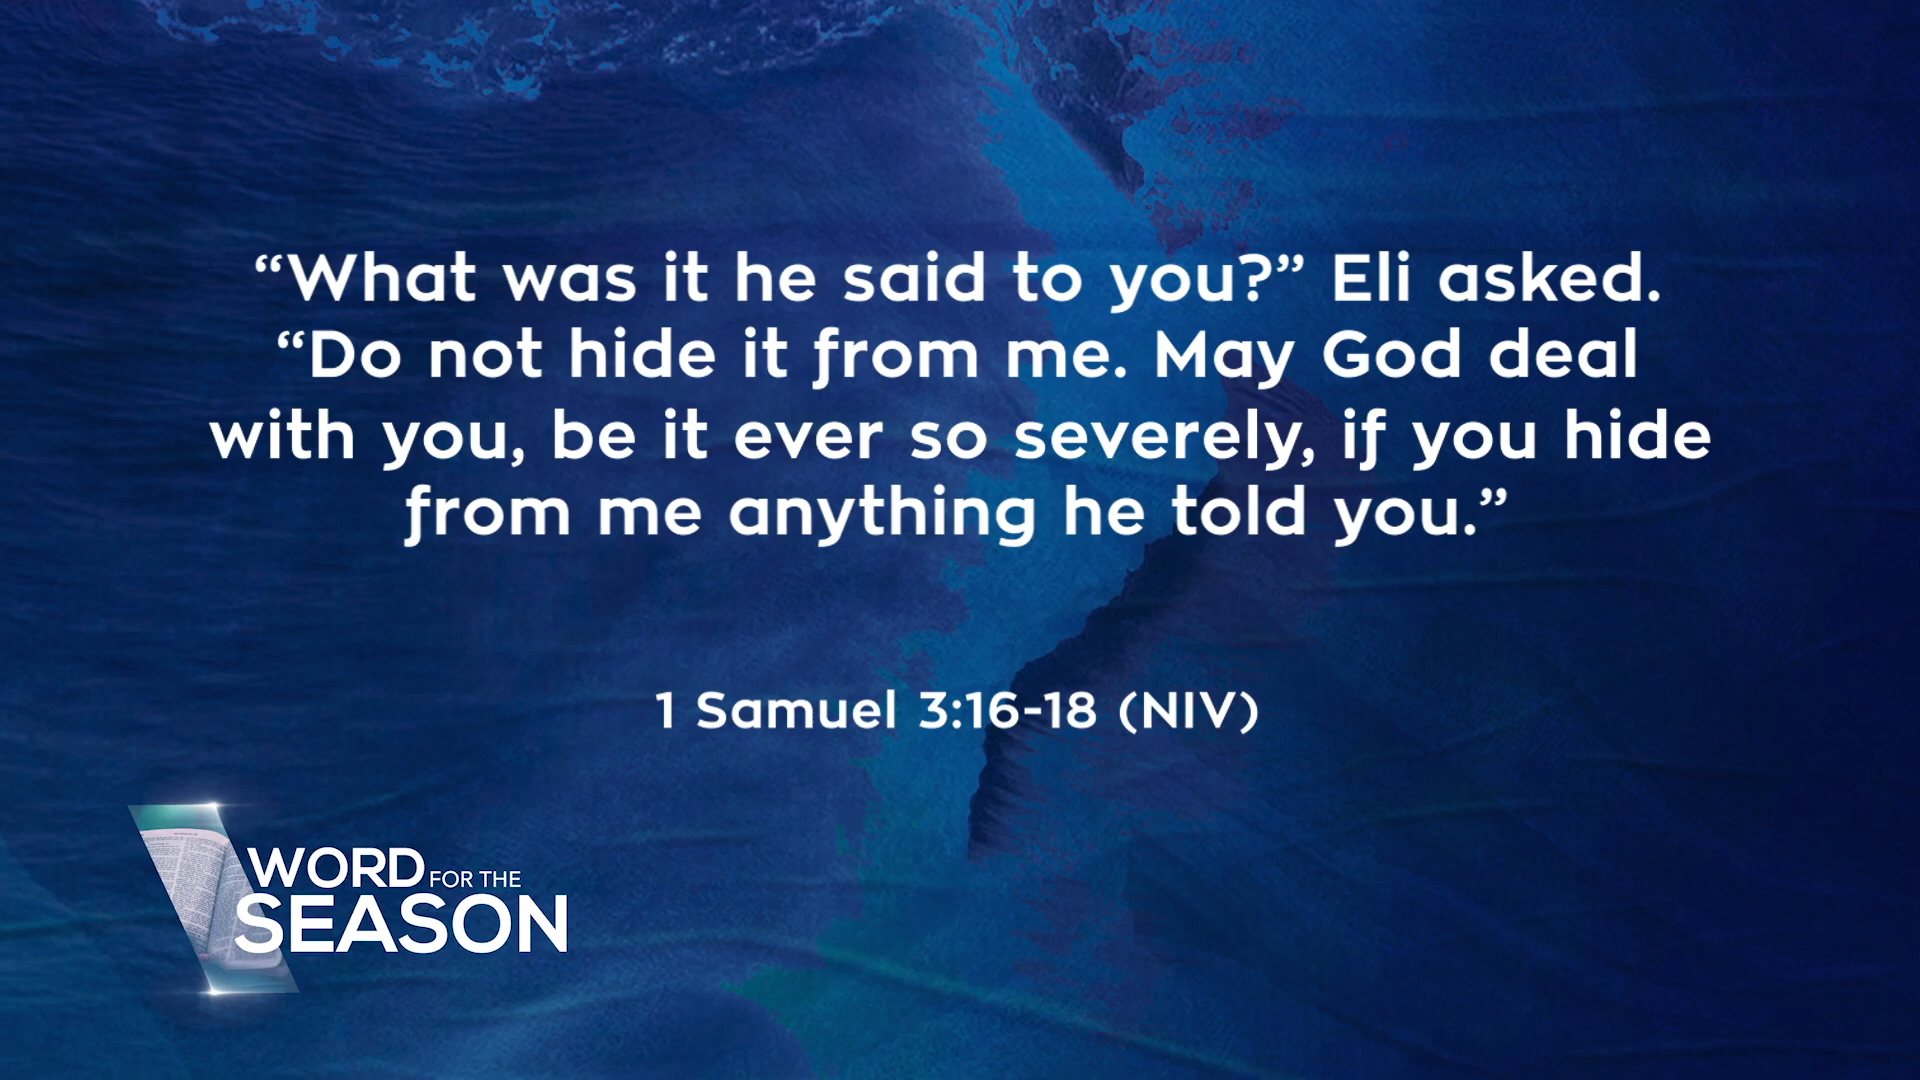 “What was it he said to you?” Eli asked.
“Do not hide it from me. May God deal
with you, be it ever so severely, if you hide
from me anything he told you.”
1 Samuel 3:16-18 (NIV)
WORD FOR THE
SEASON